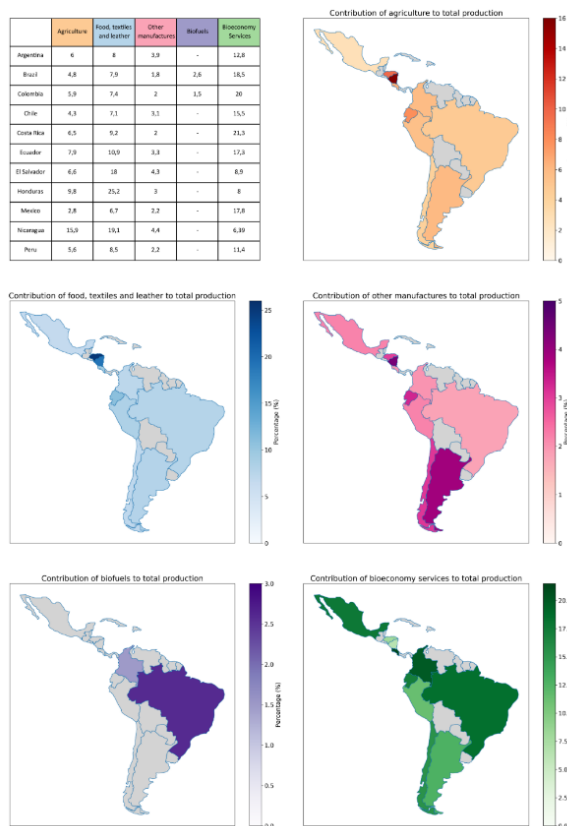 Agriculture Food, textiles and leather Other manufactures Biofuels Bioeconomy Services
Argentina 6 8 3,9 - 12,8
Brazil 4,8 7,9 1,8 2,6 18,5
Colombia 5,9 7,4 2 1,5 20
Chile 4,3 7,1 3,1 - 15,5
Costa Rica 6,5 9,2 2 - 21,3
Ecuador 7,9 10,9 3,3 - 17,3
El Salvador 6,6 18 4,3 - 8,9
Honduras 9,8 25,2 3 - 8
Mexico 2,8 6,7 2,2 - 17,8
Nicaragua 15,9 19,1 4,4 - 6,39
Peru 5,6 8,5 2,2 - 11,4
Contribution of agriculture to total production
16
14
12
10
8
6
4
2
0
Contribution of food, textiles and leather to total production
25
20
15
10
5
0
Percentage (%)
Contribution of other manufactures to total production
5
4
3
2
1
0
Contribution of biofuels to total production
3.0
2.5
2.0
1.5
1.0
0.5
0.0
Percentage (%)
Contribution of bioeconomy services to total production
20.
17.
15.
12.
10.
7.5
5.0
2.5
0.0